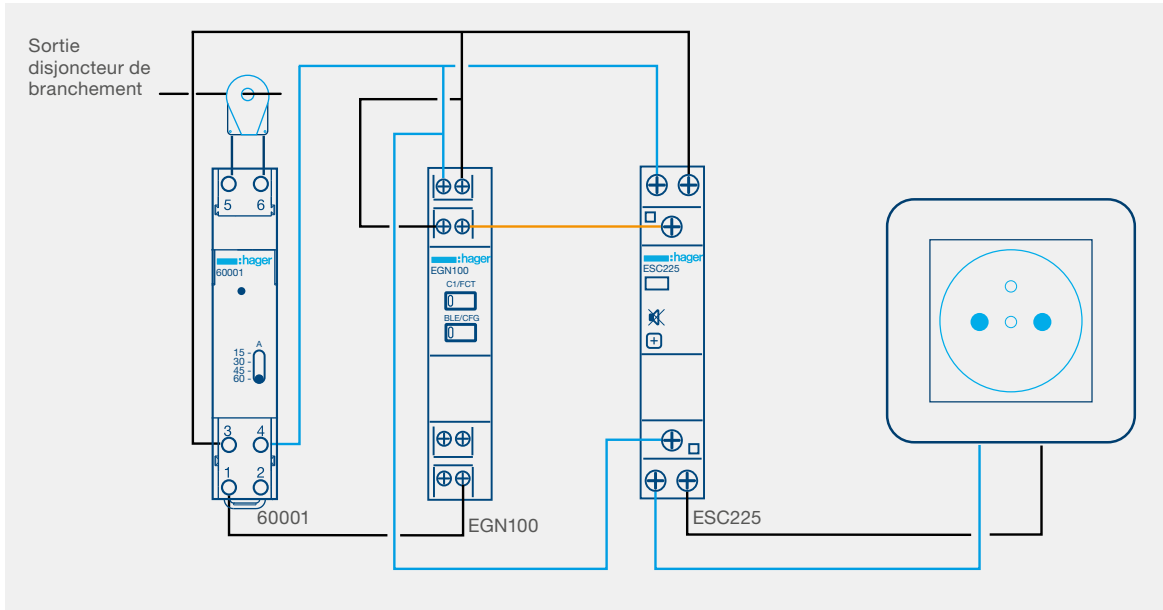 Sortie
disjoncteur de
branchement
5 6
:hager
60001
A
15 -
30 -
45 -
60 -
3 4
1 2
60001
:hager
EGN100
C1/FCT
BLE/CFG
EGN100
:hager
ESC225
ESC225